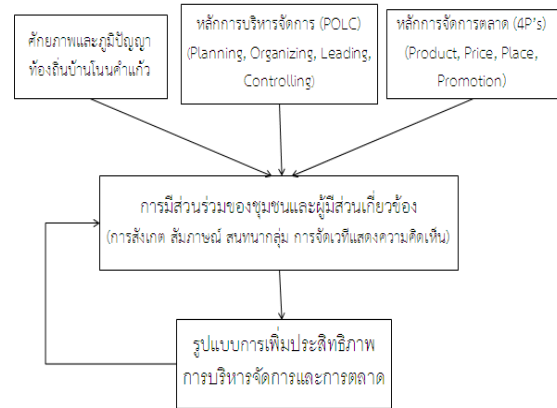 ศักยภาพและภูมิปัญญา
ท้องถิ่นบ้านโนนคำแก้ว
หลักการบริหารจัดการ (POLC)
(Planning, Organizing, Leading,
Controlling)
หลักการจัดการตลาด (4P's)
(Product, Price, Place,
Promotion)
การมีส่วนร่วมของชุมชนและผู้มีส่วนเกี่ยวข้อง
(การสังเกต สัมภาษณ์ สนทนากลุ่ม การจัดเวทีแสดงความคิดเห็น)
รูปแบบการเพิ่มประสิทธิภาพ
การบริหารจัดการและการตลาด